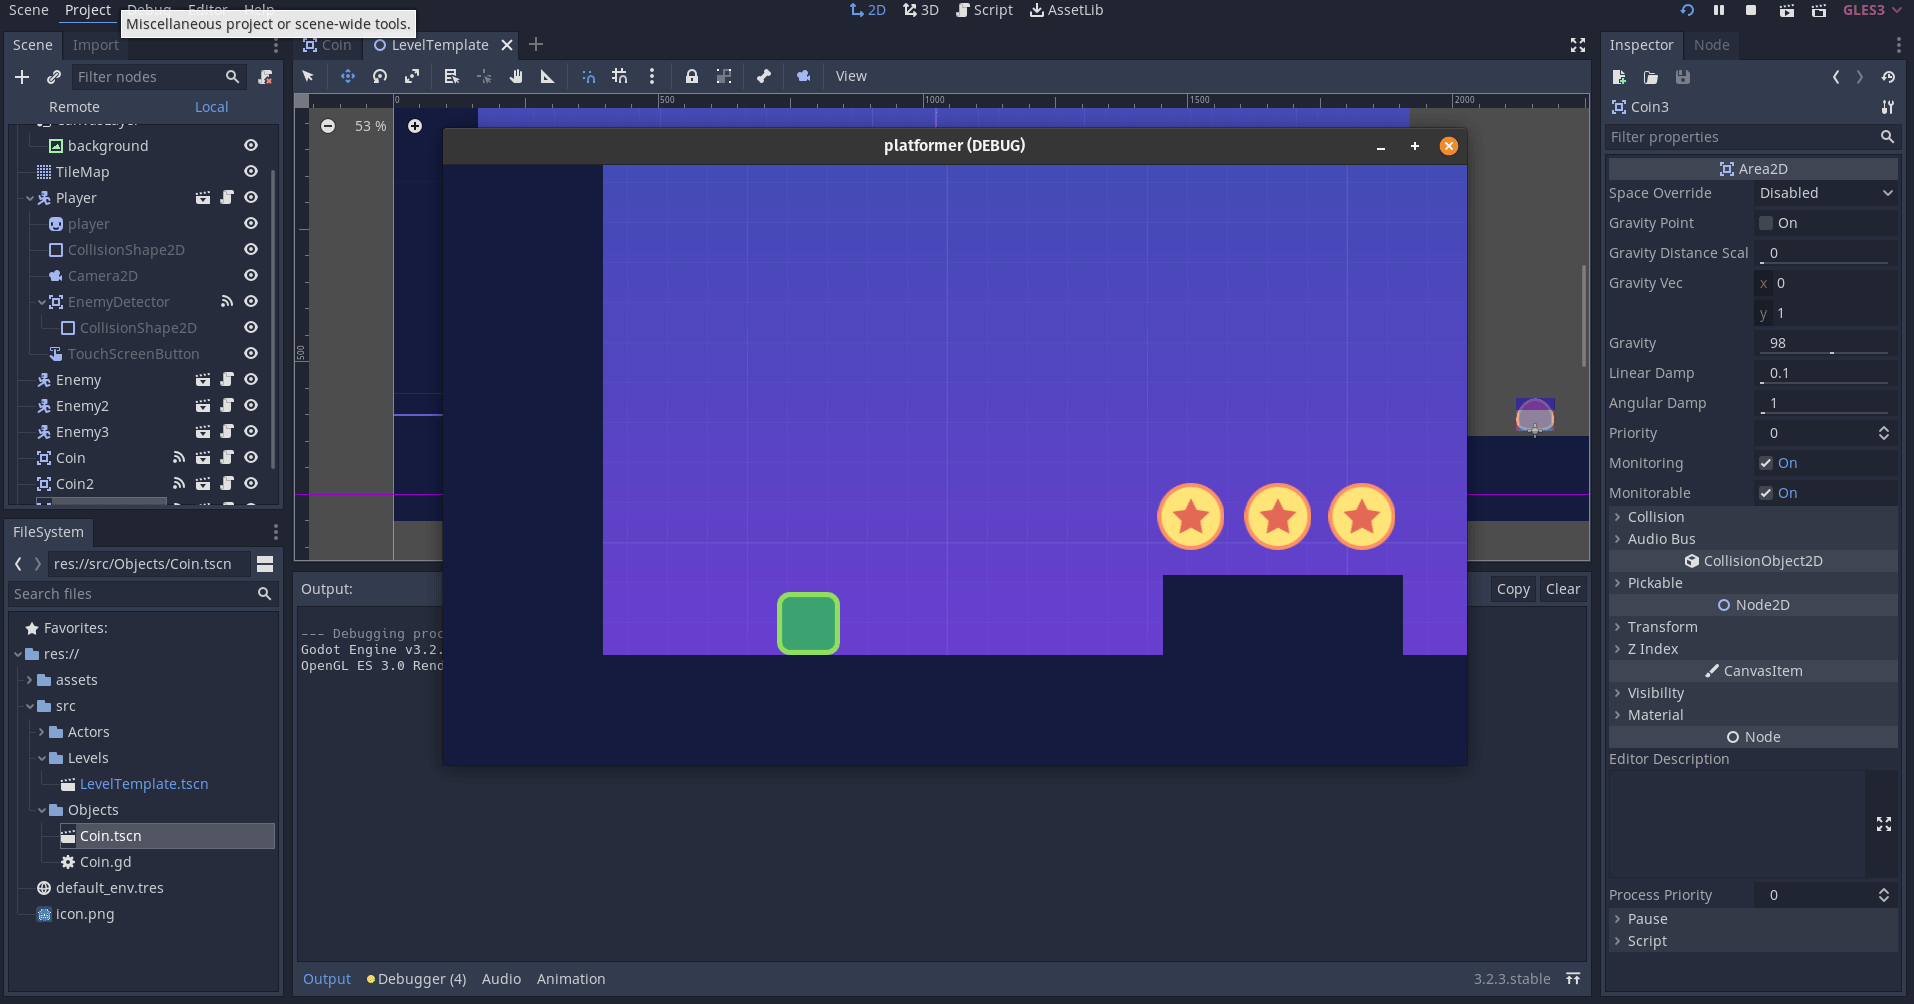 Scene Project Debug Editor Help
Miscellaneous project or scene-wide tools.
2D 3D Script AssetLib
GLES3
Scene Import
Filter nodes
Remote Local
CanvasLayer
background
TileMap
Player
player
CollisionShape2D
Camera2D
EnemyDetector
CollisionShape2D
TouchScreenButton
Enemy
Enemy2
Enemy3
Coin
Coin2
FileSystem
res://src/Objects/Coin.tscn
Search files
Favorites:
res://
assets
src
Actors
Levels
LevelTemplate.tscn
Objects
Coin.tscn
Coin.gd
default_env.tres
icon.png
Coin LevelTemplate
View
0 500 1000 1500 2000
500
53 %
platformer (DEBUG)
Output:
Copy Clear
--- Debugging proc
Godot Engine v3.2.
OpenGL ES 3.0 Rend
Output Debugger (4) Audio Animation
3.2.3.stable
Inspector Node
Coin3
Filter properties
Area2D
Space Override Disabled
Gravity Point On
Gravity Distance Scal 0
Gravity Vec x 0
y 1
Gravity 98
Linear Damp 0.1
Angular Damp 1
Priority 0
Monitoring On
Monitorable On
Collision
Audio Bus
CollisionObject2D
Pickable
Node2D
Transform
Z Index
CanvasItem
Visibility
Material
Node
Editor Description
Process Priority 0
Pause
Script